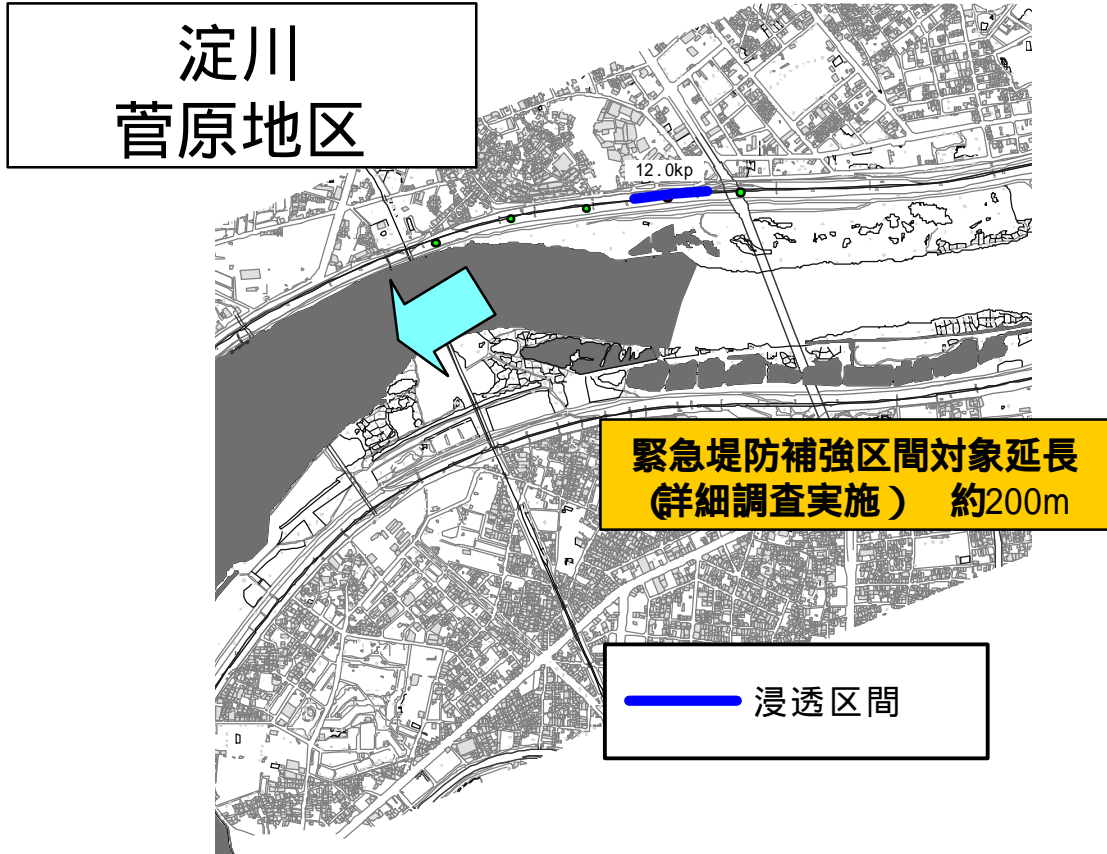 淀川
菅原地区
12.0kp
緊急堤防補強区間対象延長
(詳細調査実施） 約200m
浸透区間